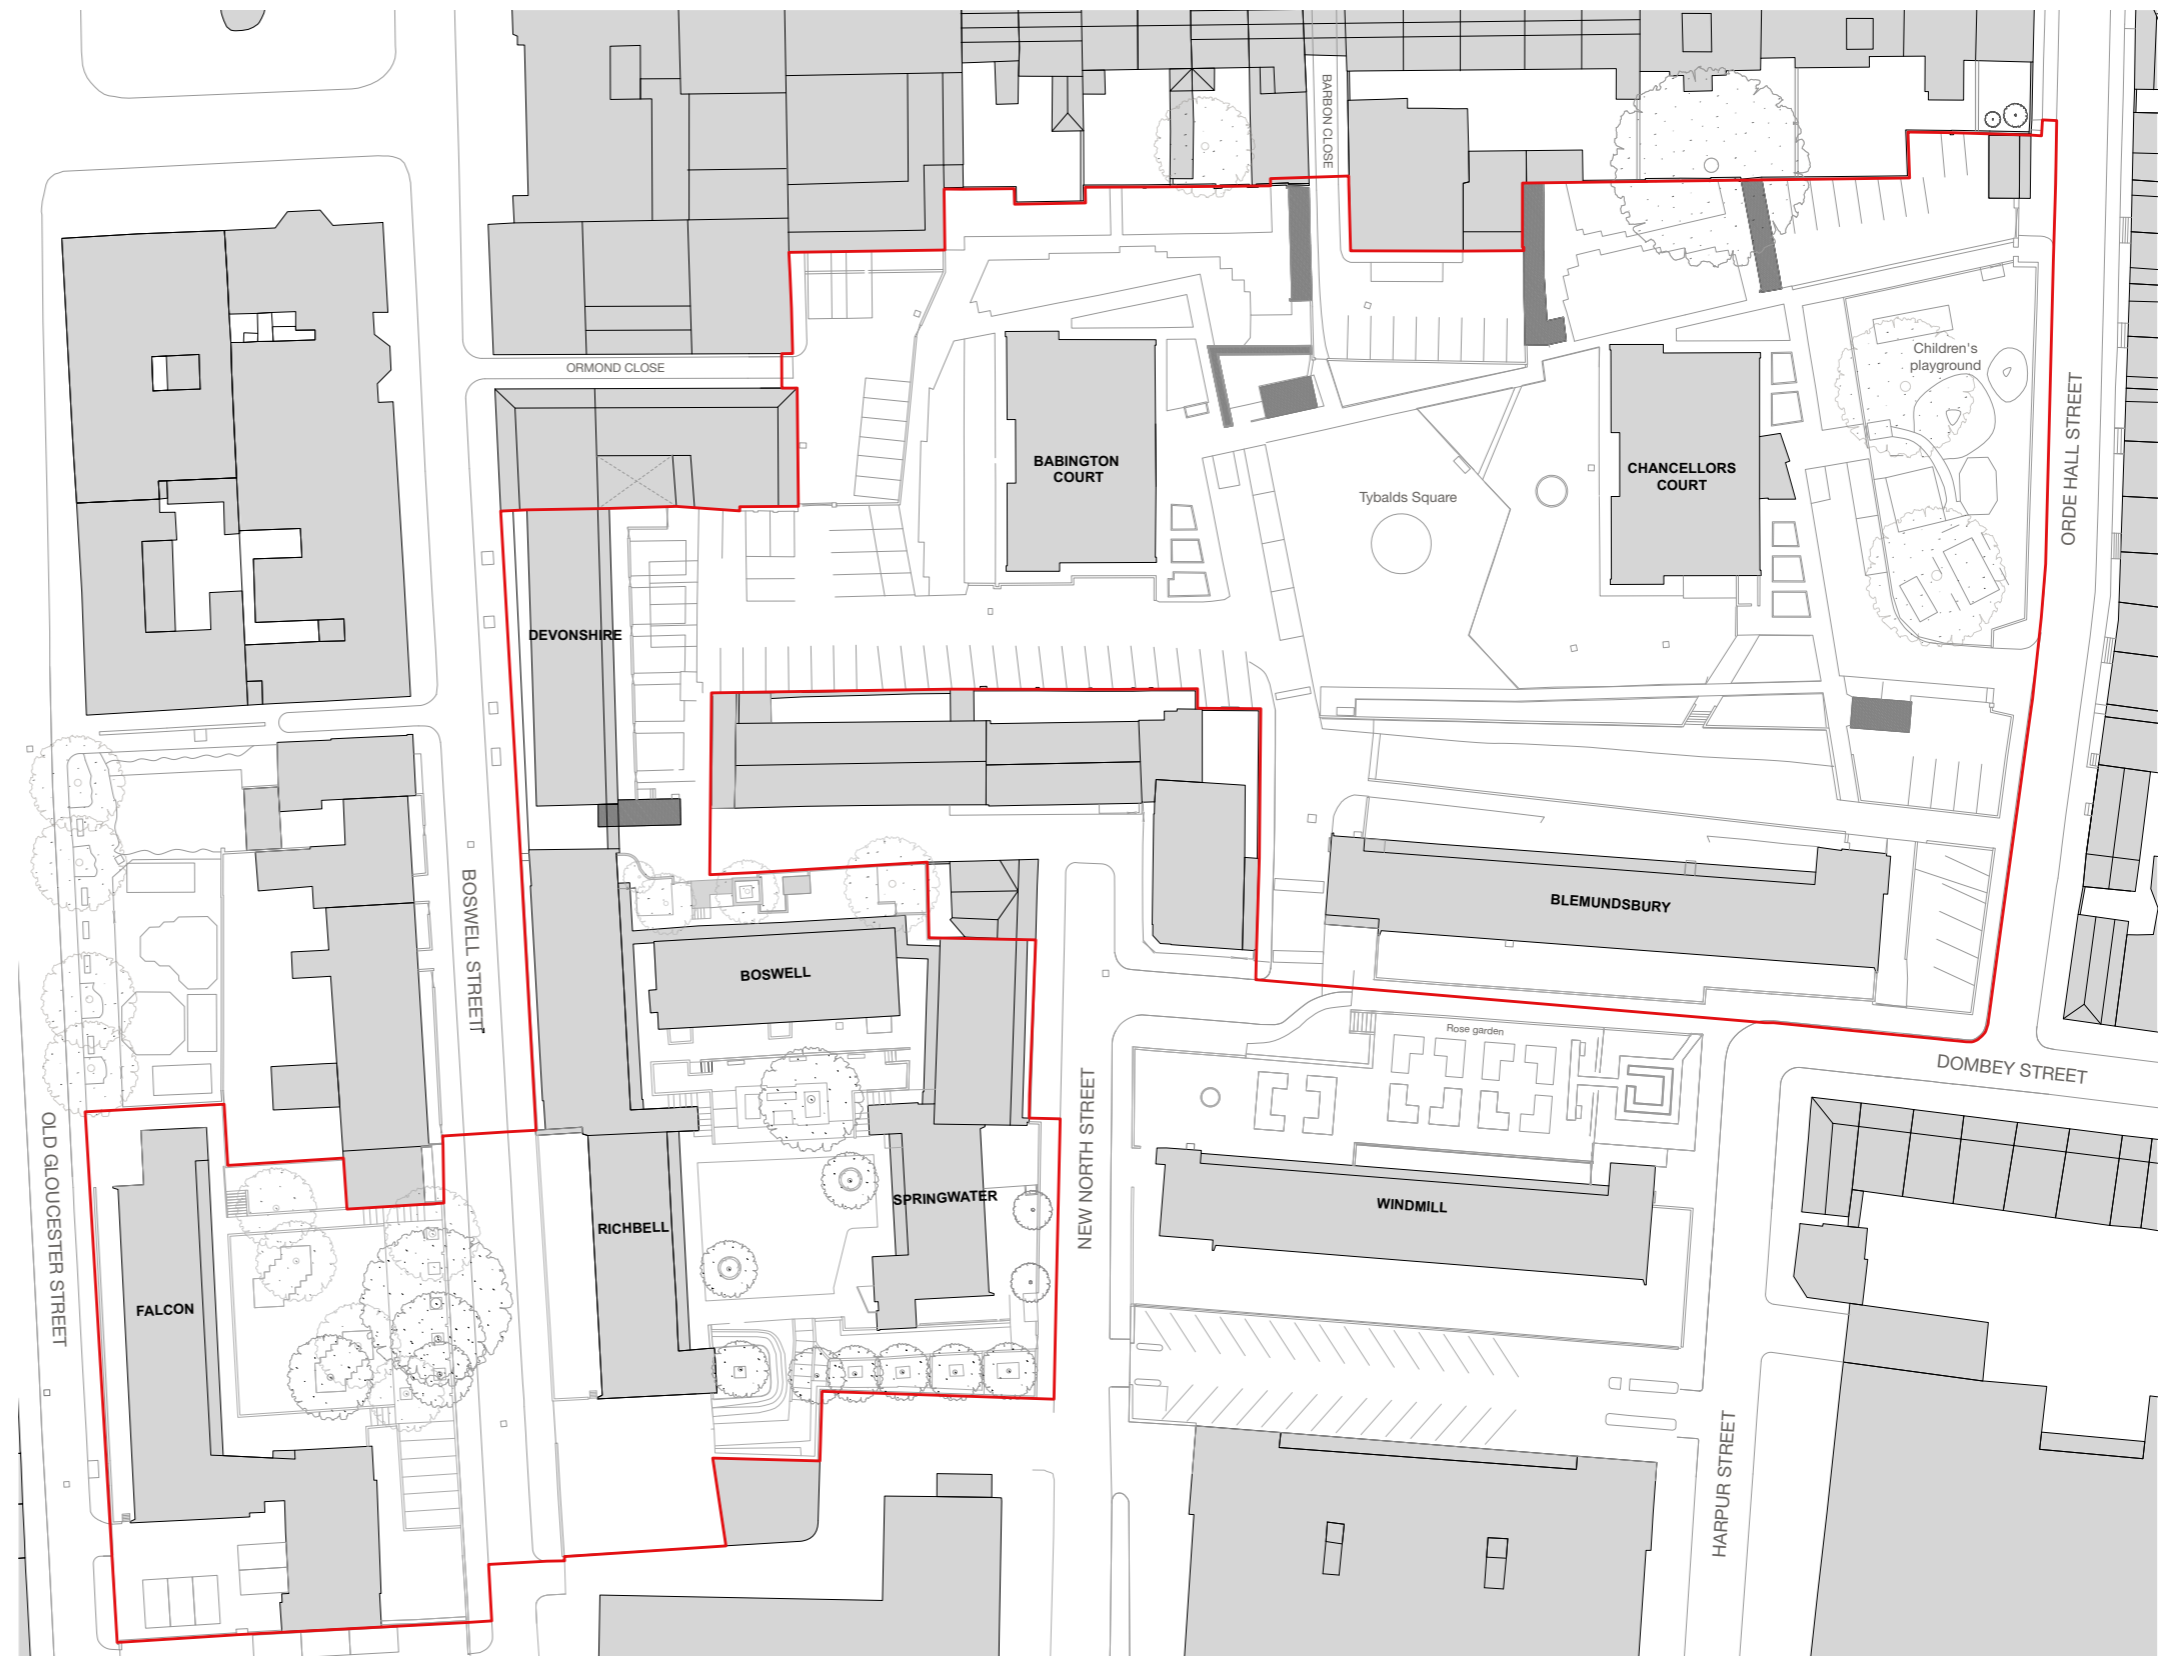 BARBON CLOSE
ORMOND CLOSE
Children's
playground
BABINGTON
COURT
CHANCELLORS
COURT
Tybalds Square
ORDE HALL STREET
DEVONSHIRE
BLEMUNDSBURY
BOSWELL STREET
BOSWELL
Rose garden
DOMBEY STREET
OLD GLOUCESTER STREET
NEW NORTH STREET
SPRINGWATER
WINDMILL
RICHBELL
FALCON
HARPUR STREET